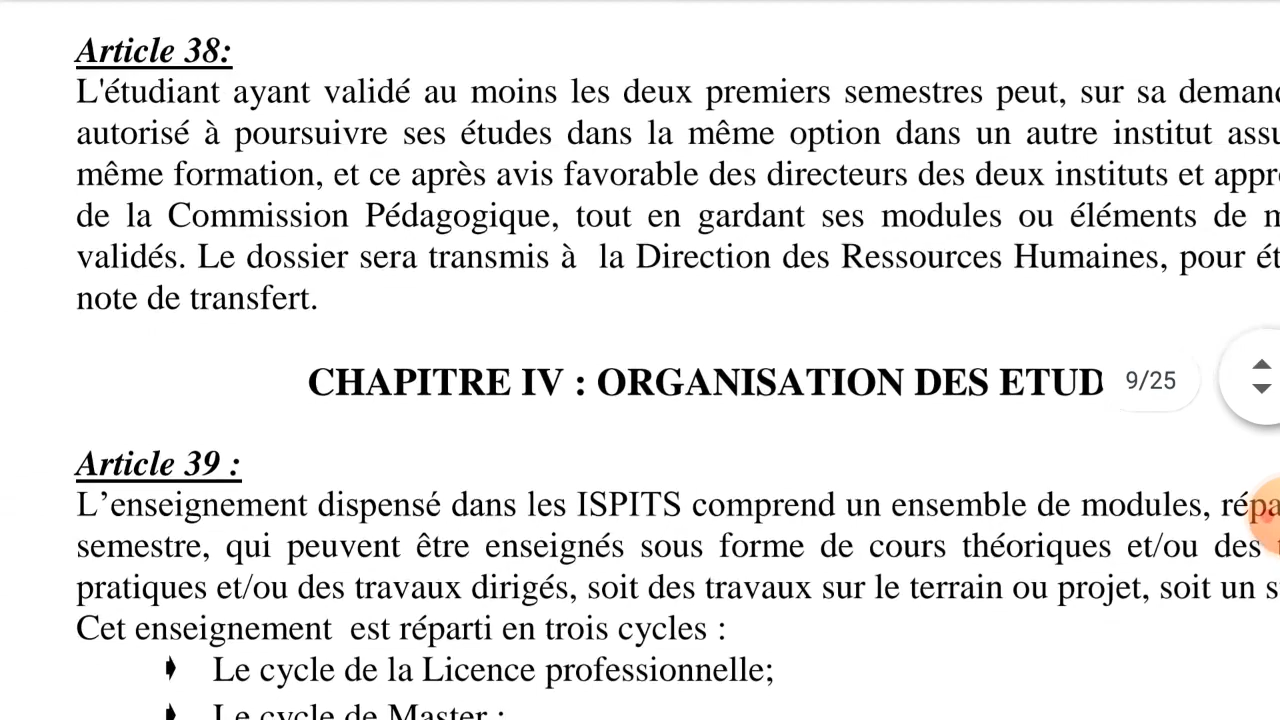 Article 38:
L'étudiant ayant validé au moins les deux premiers semestres peut, sur sa
autorisé à poursuivre ses études dans la même option dans un autre institut
même formation, et ce après avis favorable des directeurs des deux instituts et
de la Commission Pédagogique, tout en gardant ses modules ou éléments de
validés. Le dossier sera transmis à la Direction des Ressources Humaines, pour
note de transfert.
CHAPITRE IV : ORGANISATION DES ETUD
9/25
Article 39 :
L’enseignement dispensé dans les ISPITS comprend un ensemble de modules,
semestre, qui peuvent être enseignés sous forme de cours théoriques et/ou des
pratiques et/ou des travaux dirigés, soit des travaux sur le terrain ou projet, soit un
Cet enseignement est réparti en trois cycles :
➧ Le cycle de la Licence professionnelle;
➧ Le cycle de Master ;